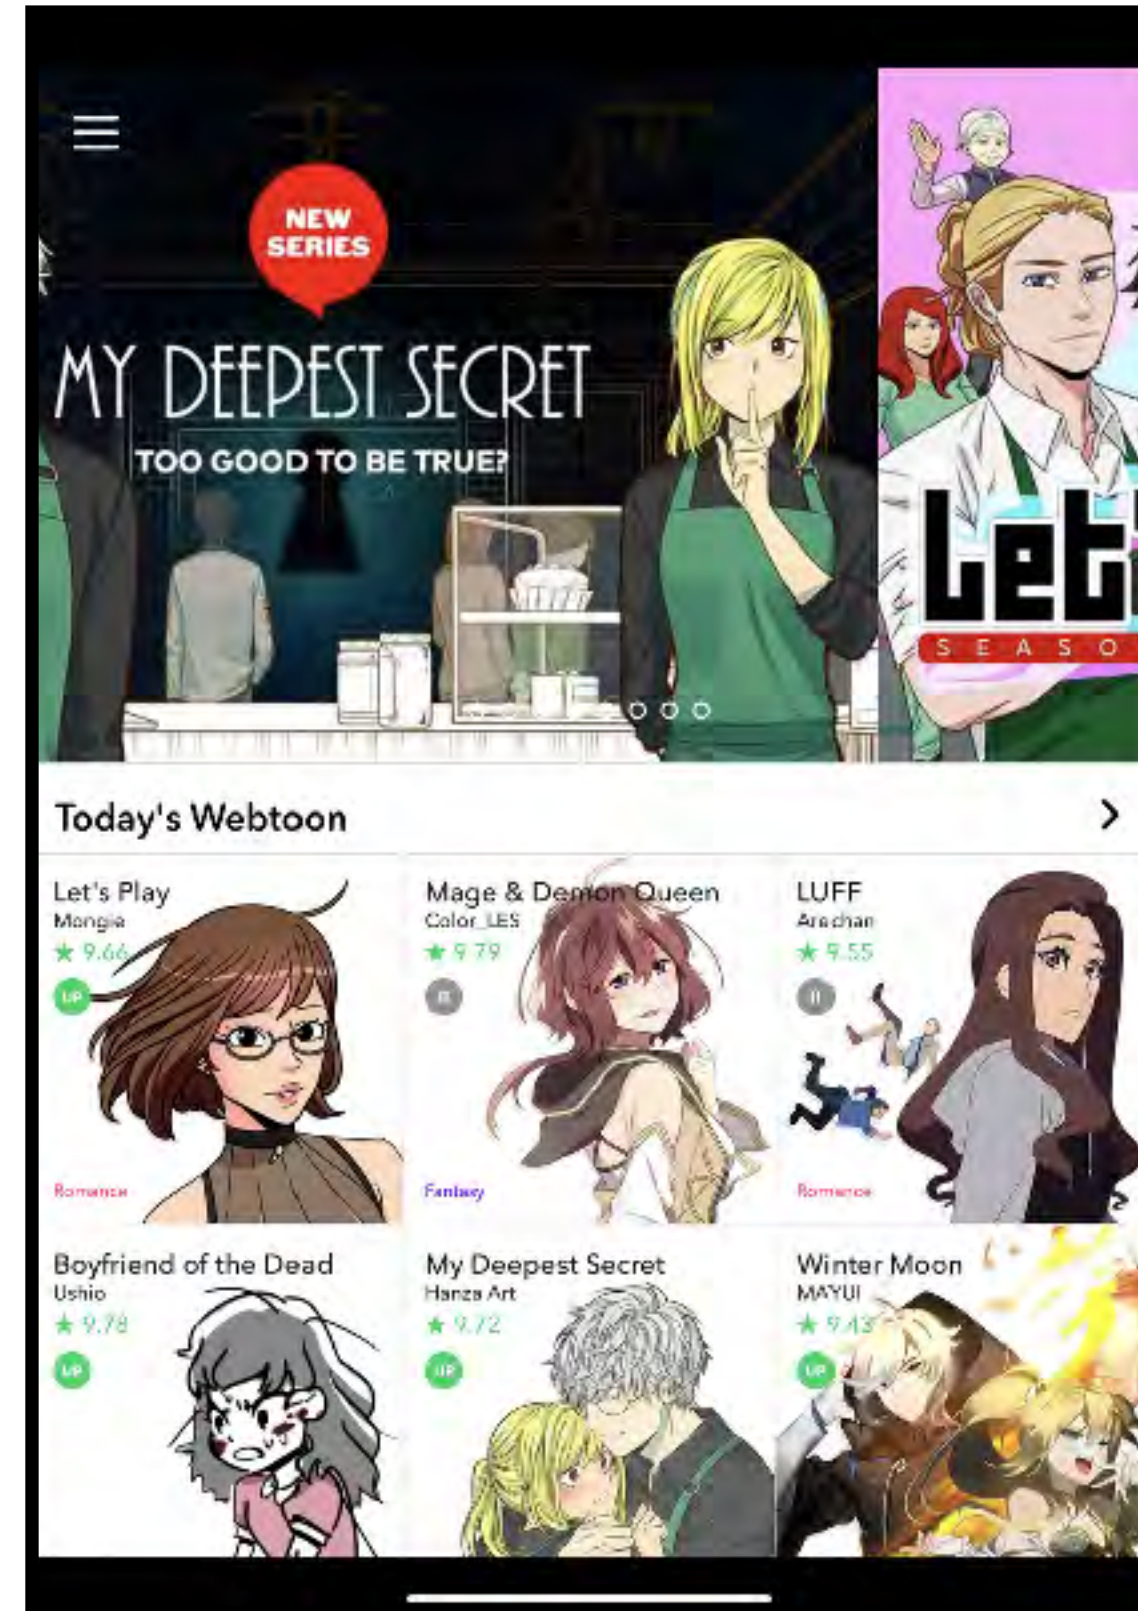 NEW
SERIES
MY DEEPEST SECRET
TOO GOOD TO BE TRUE?
Let'
SEASO
Today's Webtoon
Let's Play
Mongie
★ 9.66
UP
Romance
Mage & Demon Queen
Color_LES
★ 9.79
Fantasy
LUFF
Arechan
★ 9.55
Romance
Boyfriend of the Dead
Ushio
★ 9.78
UP
My Deepest Secret
Hanza Art
★ 9.72
UP
Winter Moon
MAYUI
★ 9.43
UP